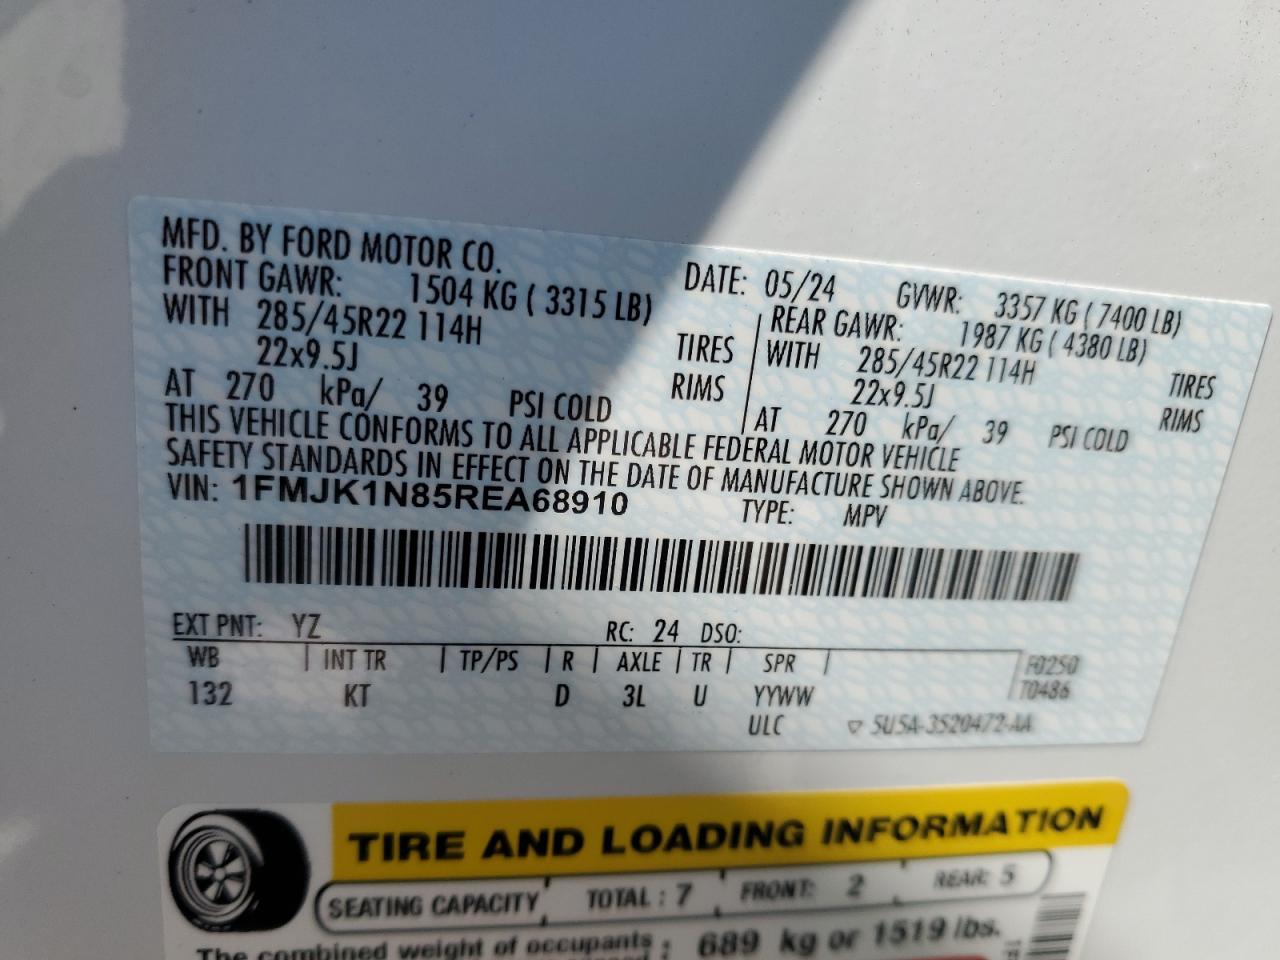 MFD. BY FORD MOTOR CO.
DATE: 05/24 GVWR: 3357 KG ( 7400 LB)
FRONT GAWR: 1504 KG ( 3315 LB)
WITH 285/45R22 114H TIRES
22x9.5J RIMS
AT 270 kPa/ 39 PSI COLD
REAR GAWR: 1987 KG ( 4380 LB)
WITH 285/45R22 114H TIRES
22x9.5J RIMS
AT 270 kPa/ 39 PSI COLD
THIS VEHICLE CONFORMS TO ALL APPLICABLE FEDERAL MOTOR VEHICLE
SAFETY STANDARDS IN EFFECT ON THE DATE OF MANUFACTURE SHOWN ABOVE.
VIN: 1FMJK1N85REA68910 TYPE: MPV
EXT PNT: YZ RC: 24 DSO:
WB INT TR TP/PS R AXLE TR SPR F0250
132 KT D 3L U YYWW T0486
ULC ▽ 5U5A-3520472-AA
TIRE AND LOADING INFORMATION
SEATING CAPACITY TOTAL : 7 FRONT: 2 REAR: 5
The combined weight of occupants : 689 kg or 1519 lbs.